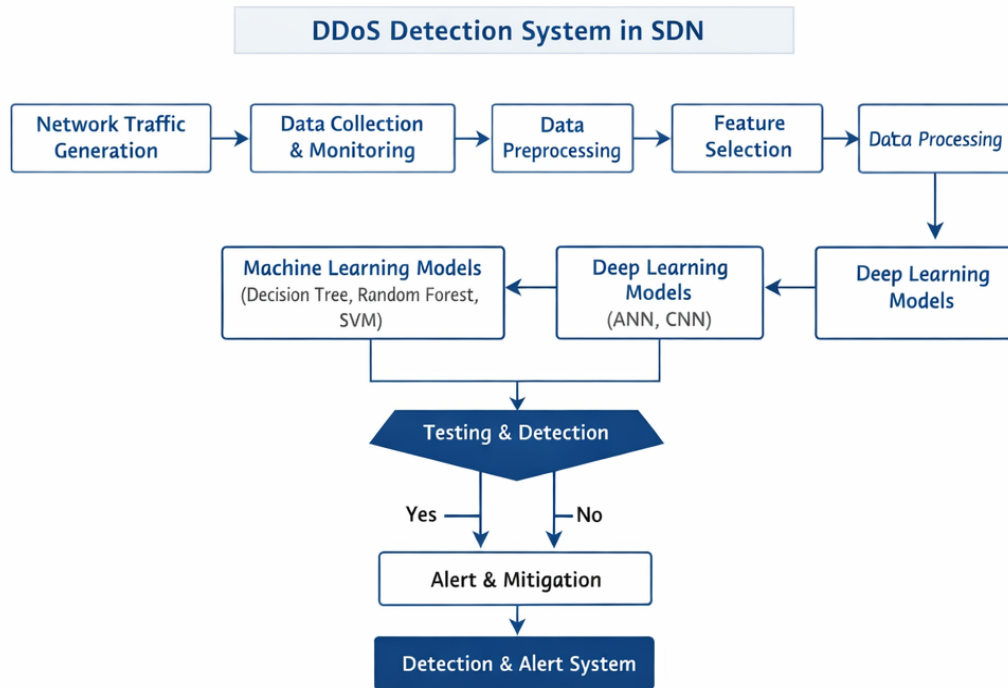 DDoS Detection System in SDN
Network Traffic
Generation
Data Collection
& Monitoring
Data
Preprocessing
Feature
Selection
Data Processing
Machine Learning Models
(Decision Tree, Random Forest,
SVM)
Deep Learning
Models
(ANN, CNN)
Deep Learning
Models
Testing & Detection
Yes
No
Alert & Mitigation
Detection & Alert System